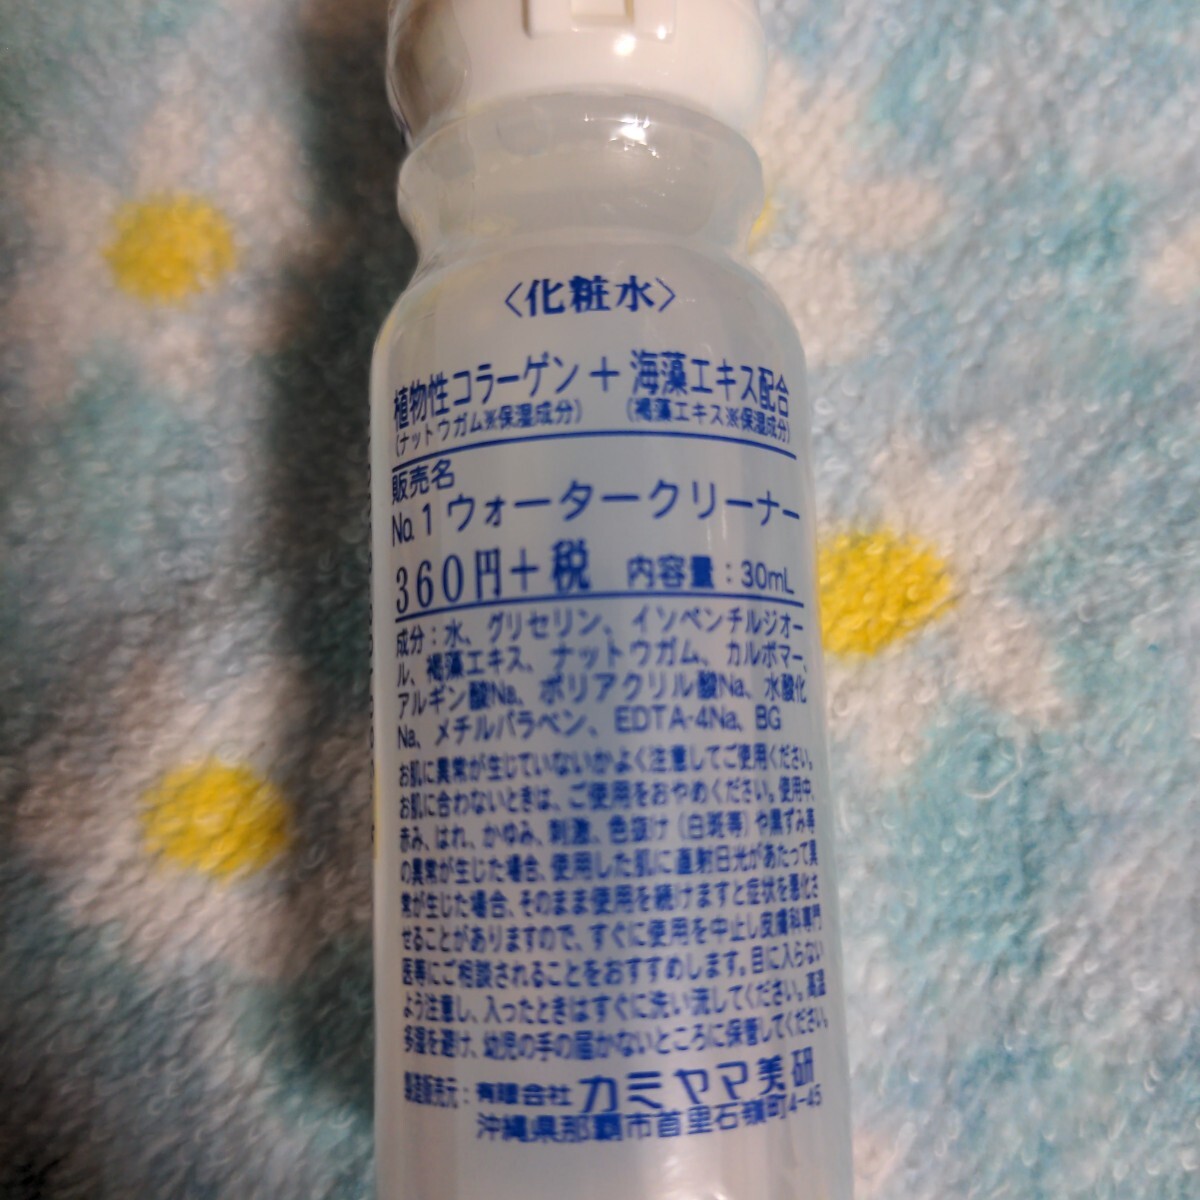 〈化粧水〉
植物性コラーゲン＋海藻エキス配合
(ナットウガム※保湿成分) (褐藻エキス※保湿成分)
販売名
No.1 ウォータークリーナー
360円＋税 内容量：30mL
成分：水、グリセリン、イソペンチルジオー
ル、褐藻エキス、ナットウガム、カルボマー、
アルギン酸Na、ポリアクリル酸Na、水酸化
Na、メチルパラベン、EDTA-4Na、BG
お肌に異常が生じていないかよく注意してご使用ください。
お肌に合わないときは、ご使用をおやめください。使用中、
赤み、はれ、かゆみ、刺激、色抜け（白斑等）や黒ずみ等
の異常が生じた場合、使用した肌に直射日光があたって異
常が生じた場合、そのまま使用を続けますと症状を悪化さ
せることがありますので、すぐに使用を中止し皮膚科専門
医等にご相談されることをおすすめします。目に入らない
よう注意し、入ったときはすぐに洗い流してください。高温
多湿を避け、幼児の手の届かないところに保管してください。
製造販売元：有限会社カミヤマ美研
沖縄県那覇市首里石嶺町4-45